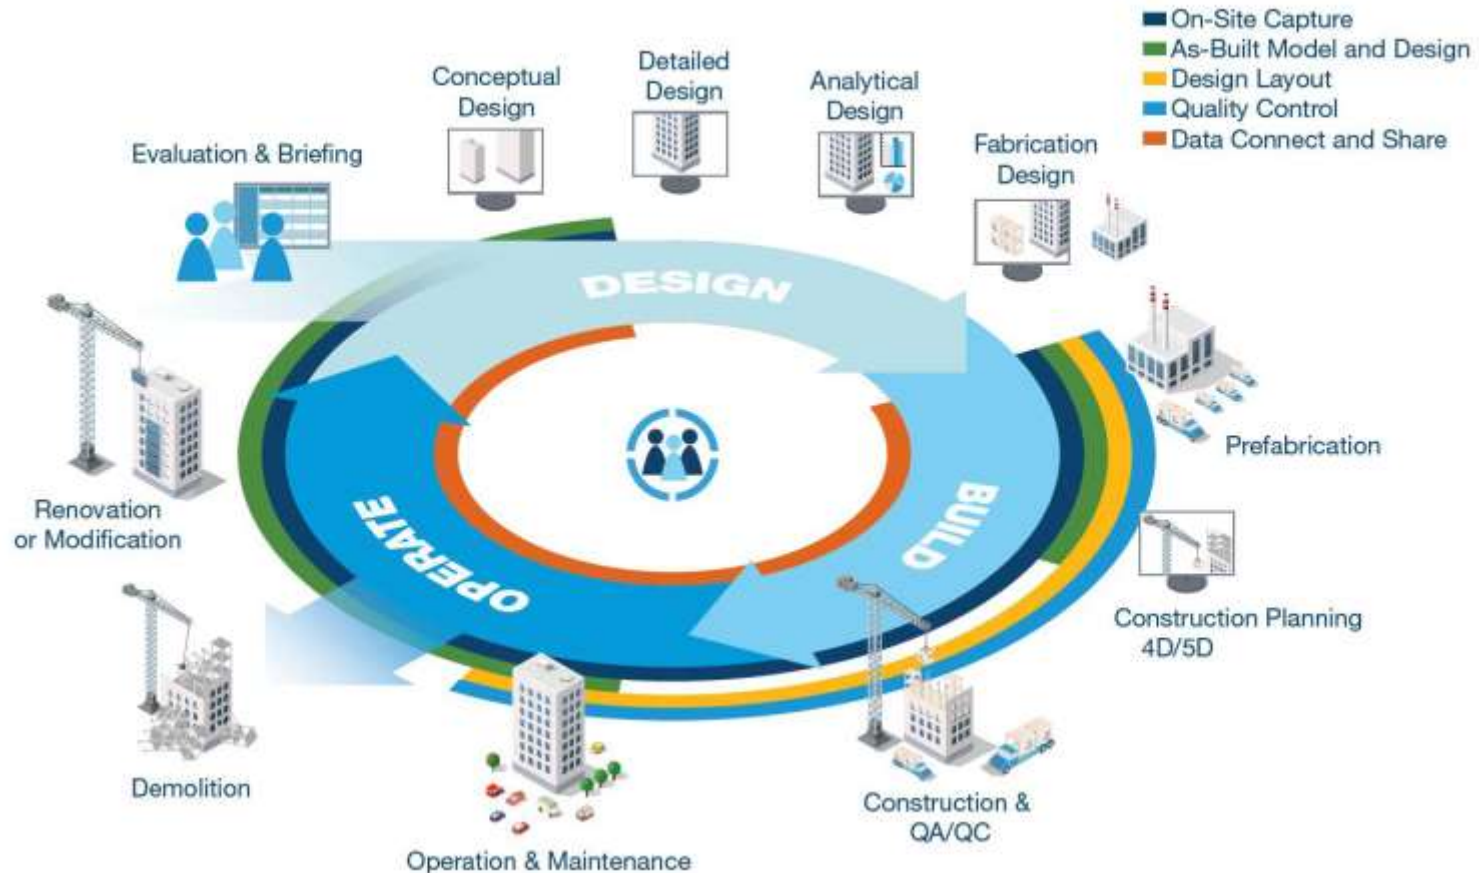 On-Site Capture
As-Built Model and Design
Design Layout
Quality Control
Data Connect and Share
Evaluation & Briefing
Conceptual
Design
Detailed
Design
Analytical
Design
Fabrication
Design
Prefabrication
Construction Planning
4D/5D
Construction &
QA/QC
Operation & Maintenance
Demolition
Renovation
or Modification
DESIGN
BUILD
OPERATE